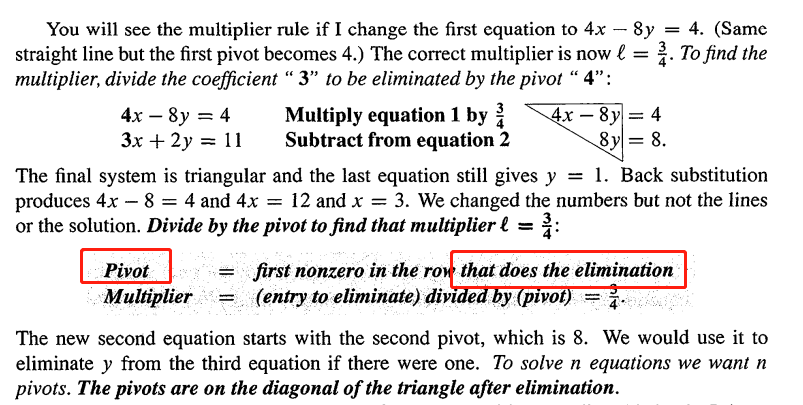 You will see the multiplier rule if I change the first equation to 4x − 8y = 4. (Same
straight line but the first pivot becomes 4.) The correct multiplier is now ℓ = 3/4. To find the
multiplier, divide the coefficient “ 3” to be eliminated by the pivot “ 4”:
4x − 8y = 4 Multiply equation 1 by 3/4 4x − 8y = 4
3x + 2y = 11 Subtract from equation 2 8y = 8.
The final system is triangular and the last equation still gives y = 1. Back substitution
produces 4x − 8 = 4 and 4x = 12 and x = 3. We changed the numbers but not the lines
or the solution. Divide by the pivot to find that multiplier ℓ = 3/4:
Pivot = first nonzero in the row that does the elimination
Multiplier = (entry to eliminate) divided by (pivot) = 3/4.
The new second equation starts with the second pivot, which is 8. We would use it to
eliminate y from the third equation if there were one. To solve n equations we want n
pivots. The pivots are on the diagonal of the triangle after elimination.